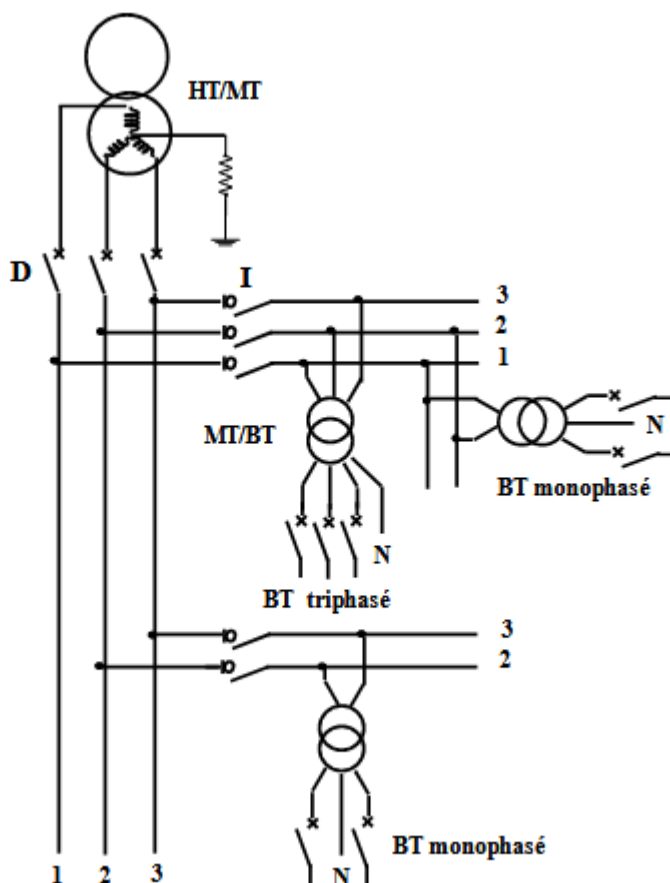 HT/MT
D
I
3
2
1
MT/BT
N
BT monophasé
N
BT triphasé
3
2
BT monophasé
1 2 3
N